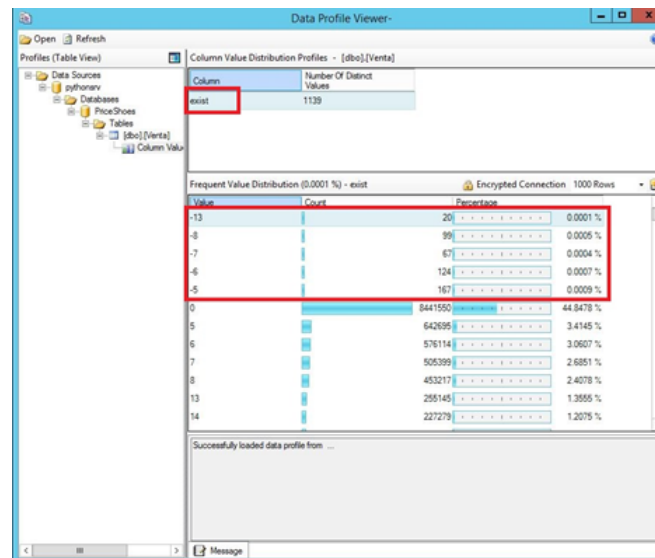 Data Profile Viewer-
Open Refresh
Profiles (Table View)
Data Sources
pythonsrv
Databases
PriceShoes
Tables
[dbo].[Venta]
Column Valu
Column Value Distribution Profiles - [dbo].[Venta]
Column Number Of Distinct Values
exist 1139
Frequent Value Distribution (0.0001 %) - exist Encrypted Connection 1000 Rows
Value Count Percentage
-13 20 0.0001 %
-8 99 0.0005 %
-7 67 0.0004 %
-6 124 0.0007 %
-5 167 0.0009 %
0 8441550 44.8478 %
5 642695 3.4145 %
6 576114 3.0607 %
7 505399 2.6851 %
8 453217 2.4078 %
13 255145 1.3555 %
14 227279 1.2075 %
Successfully loaded data profile from ...
Message